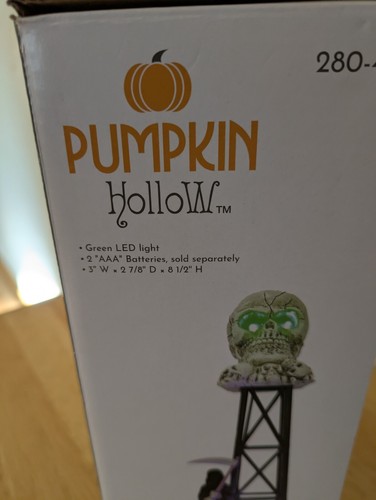 280-
PUMPKIN
Hollow™
• Green LED light
• 2 "AAA" Batteries, sold separately
• 3" W x 2 7/8" D x 8 1/2" H